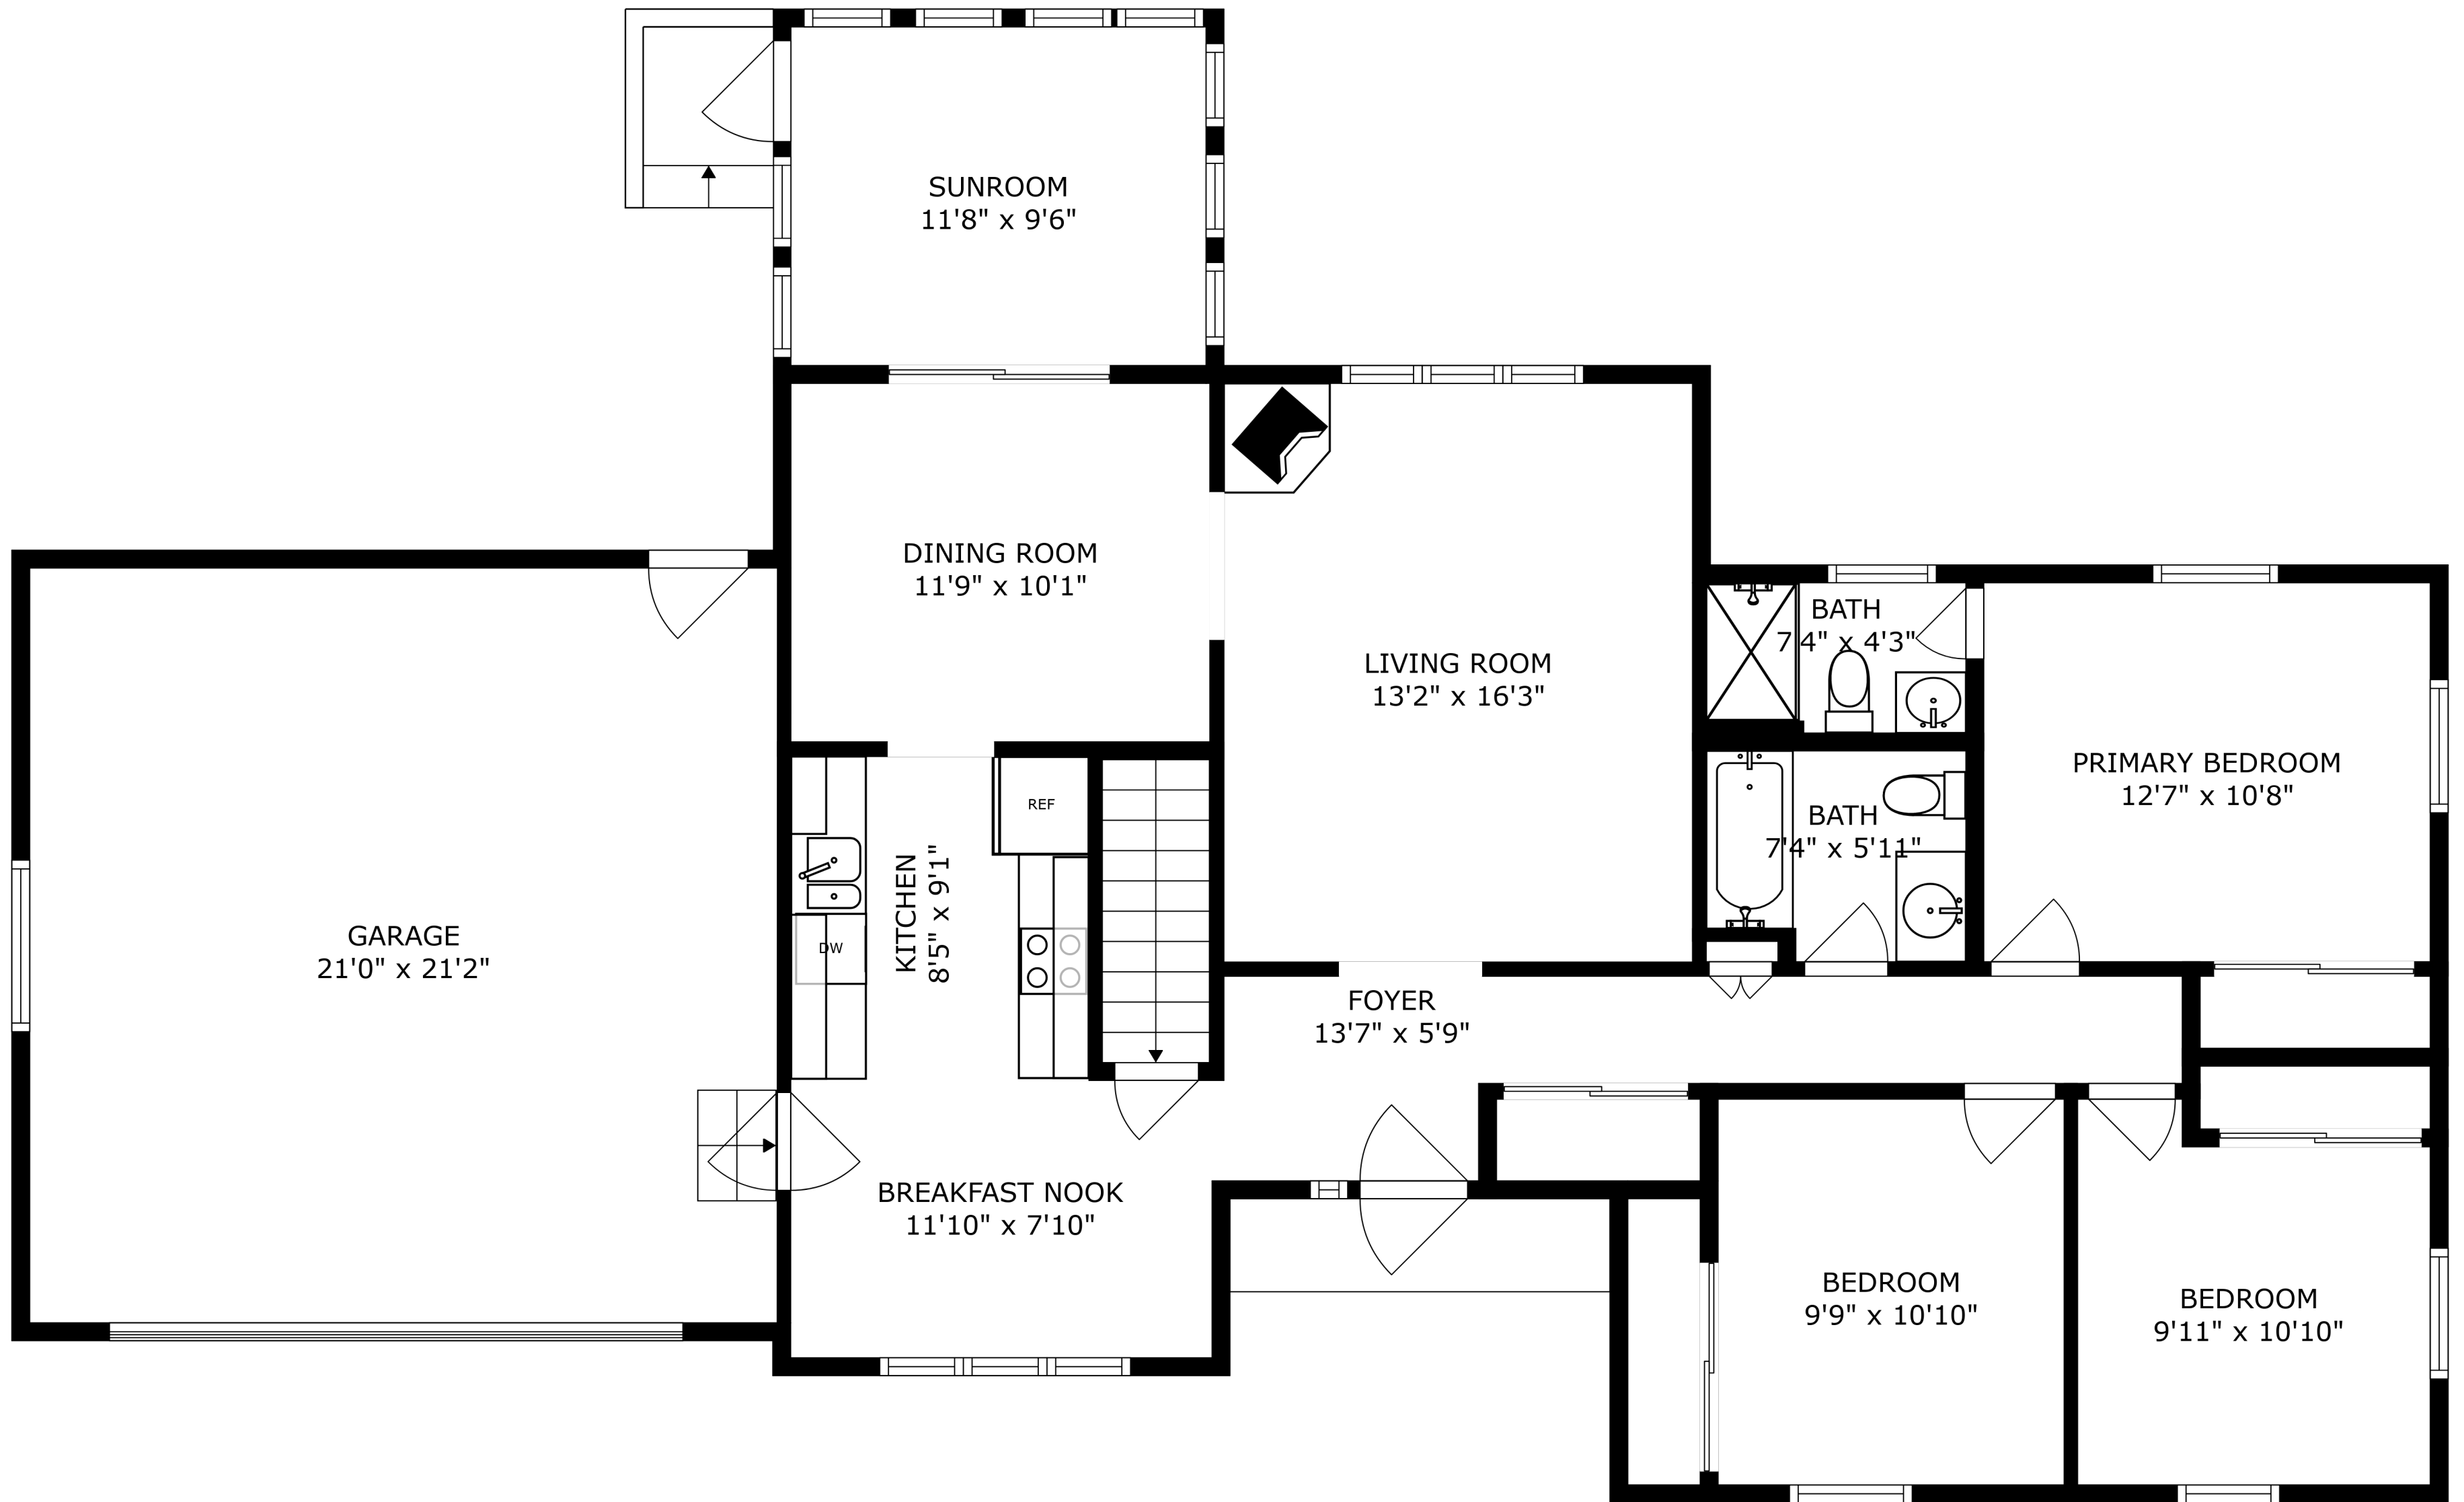 SUNROOM
11'8" x 9'6"
DINING ROOM
11'9" x 10'1"
LIVING ROOM
13'2" x 16'3"
BATH
7'4" x 4'3"
PRIMARY BEDROOM
12'7" x 10'8"
BATH
7'4" x 5'11"
REF
KITCHEN
8'5" x 9'1"
DW
GARAGE
21'0" x 21'2"
FOYER
13'7" x 5'9"
BREAKFAST NOOK
11'10" x 7'10"
BEDROOM
9'9" x 10'10"
BEDROOM
9'11" x 10'10"